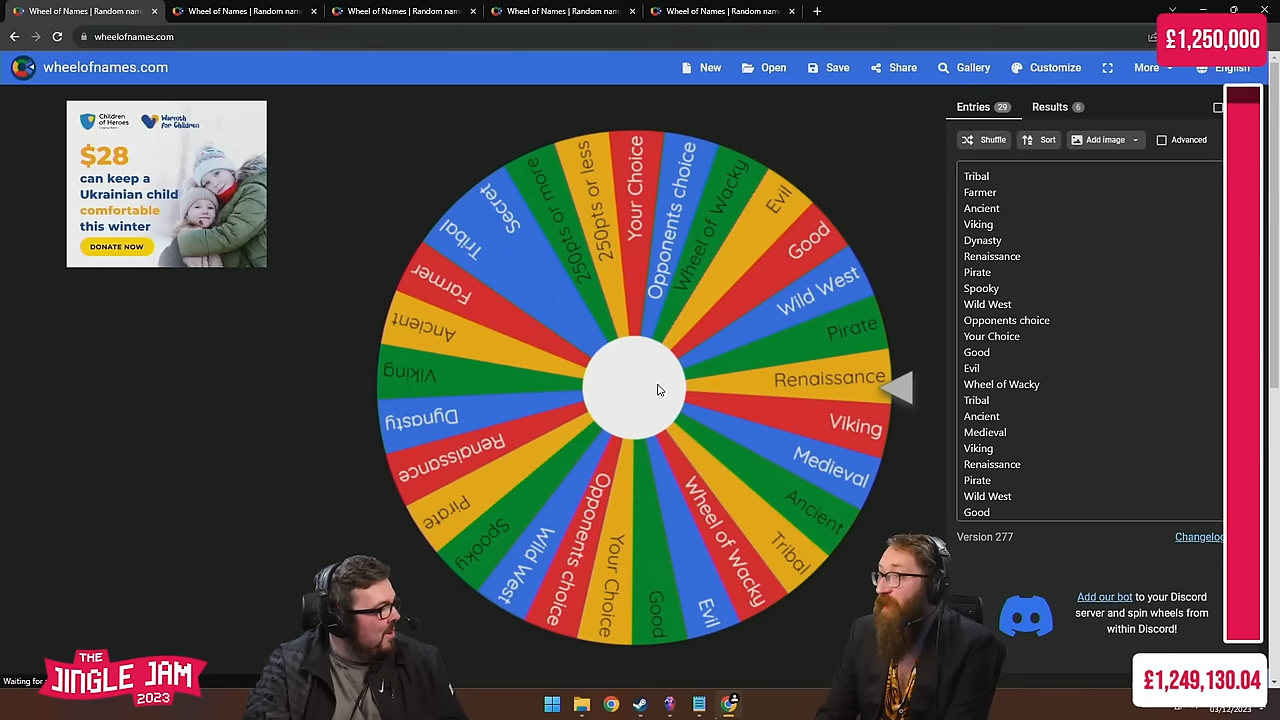 Wheel of Names | Random nam
Wheel of Names | Random nam
Wheel of Names | Random nam
Wheel of Names | Random nam
Wheel of Names | Random nam
wheelofnames.com
£1,250,000
wheelofnames.com
New
Open
Save
Share
Gallery
Customize
More
English
Children of Heroes
Warmth for Children
$28
can keep a
Ukrainian child
comfortable
this winter
DONATE NOW
Entries 29
Results 6
Shuffle
Sort
Add image
Advanced
Tribal
Farmer
Ancient
Viking
Dynasty
Renaissance
Pirate
Spooky
Wild West
Opponents choice
Your Choice
Good
Evil
Wheel of Wacky
Tribal
Ancient
Medieval
Viking
Renaissance
Pirate
Wild West
Good
Your Choice
Opponents choice
Wheel of Wacky
Evil
Good
Wild West
Pirate
Renaissance
Viking
Medieval
Ancient
Tribal
Wheel of Wacky
Evil
Good
Your Choice
Opponents choice
Wild West
Spooky
Pirate
Renaissance
Dynasty
Viking
Ancient
Farmer
Tribal
Secret
250pts or more
250pts or less
Version 277
Changelog
Add our bot to your Discord
server and spin wheels from
within Discord!
Waiting for
THE
JINGLE JAM
2023
£1,249,130.04
03/12/2023